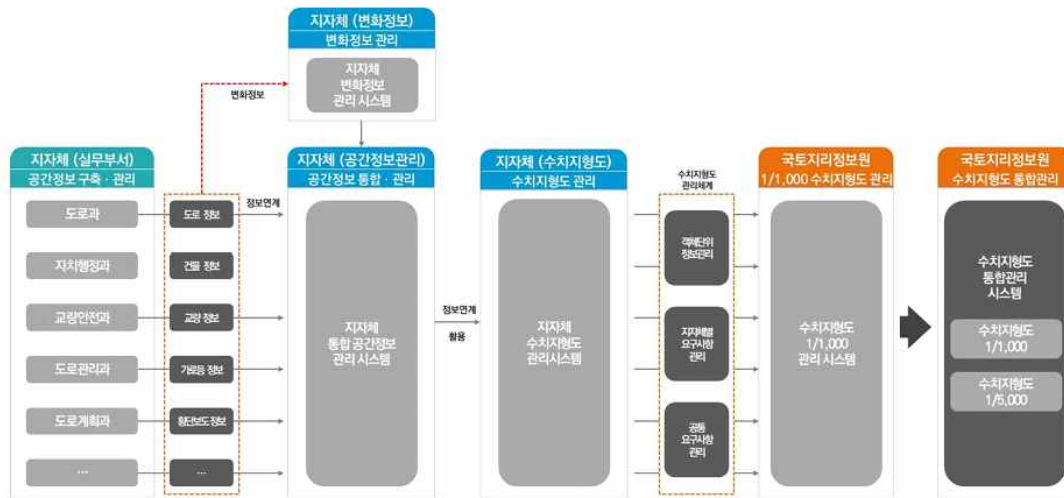 지자체 (변화정보)
변화정보 관리
지자체
변화정보
관리 시스템
변화정보
지자체 (실무부서)
공간정보 구축 · 관리
도로과
자치행정과
교량안전과
도로관리과
도로계획과
...
도로 정보
건물 정보
교량 정보
가로등 정보
횡단보도 정보
...
정보연계
지자체 (공간정보관리)
공간정보 통합 · 관리
지자체
통합 공간정보
관리 시스템
정보연계
활용
지자체 (수치지형도)
수치지형도 관리
지자체
수치지형도
관리시스템
수치지형도
관리체계
객체단위
정보관리
지자체별
요구사항
관리
공통
요구사항
관리
국토지리정보원
1/1,000 수치지형도 관리
수치지형도
1/1,000
관리 시스템
국토지리정보원
수치지형도 통합관리
수치지형도
통합관리
시스템
수치지형도
1/1,000
수치지형도
1/5,000